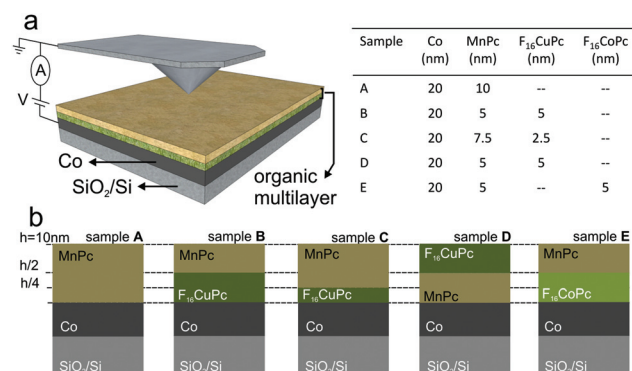 a
A
V
Co
SiO₂/Si
organic
multilayer
Sample Co MnPc F₁₆CuPc F₁₆CoPc
(nm) (nm) (nm) (nm)
A 20 10 -- --
B 20 5 5 --
C 20 7.5 2.5 --
D 20 5 5 --
E 20 5 -- 5
b
h=10nm sample A sample B sample C sample D sample E
MnPc MnPc MnPc F₁₆CuPc MnPc
h/2
h/4
F₁₆CuPc F₁₆CuPc MnPc F₁₆CoPc
Co Co Co Co Co
SiO₂/Si SiO₂/Si SiO₂/Si SiO₂/Si SiO₂/Si